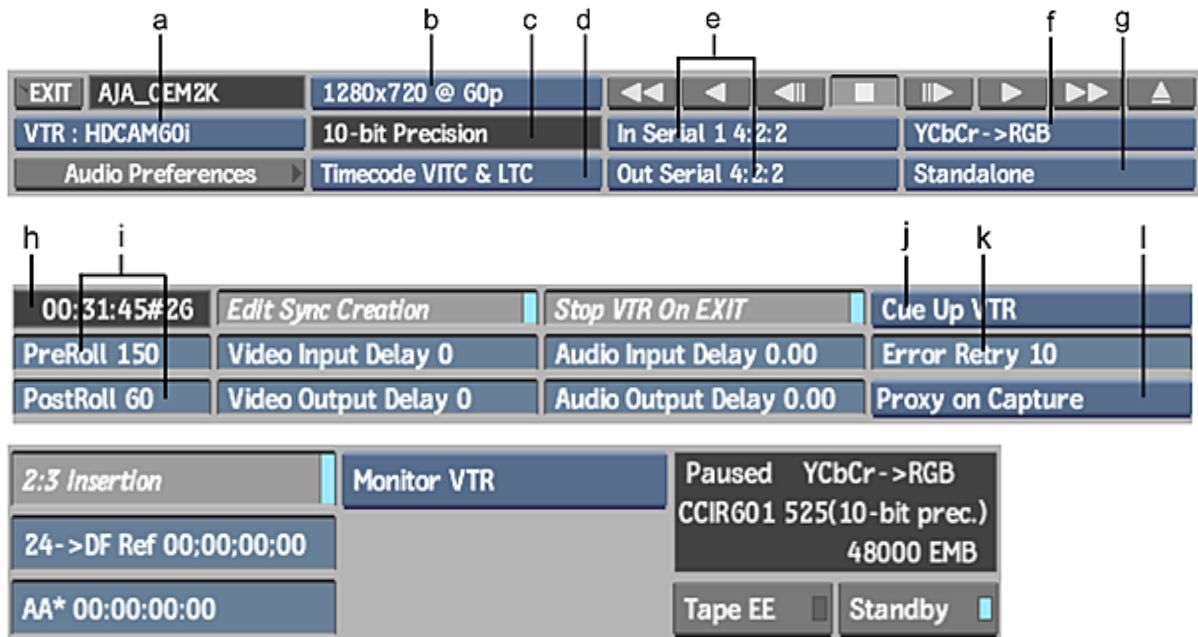 a b c d e f g
EXIT AJA_OEM2K 1280x720 @ 60p
VTR : HDCAM60i 10-bit Precision In Serial 1 4:2:2 YCbCr->RGB
Audio Preferences Timecode VITC & LTC Out Serial 4:2:2 Standalone
h i j k l
00:31:45#26 Edit Sync Creation Stop VTR On EXIT Cue Up VTR
PreRoll 150 Video Input Delay 0 Audio Input Delay 0.00 Error Retry 10
PostRoll 60 Video Output Delay 0 Audio Output Delay 0.00 Proxy on Capture
2:3 Insertion Monitor VTR Paused YCbCr->RGB
CCIR601 525(10-bit prec.)
24->DF Ref 00;00;00;00 48000 EMB
AA* 00:00:00:00 Tape EE Standby